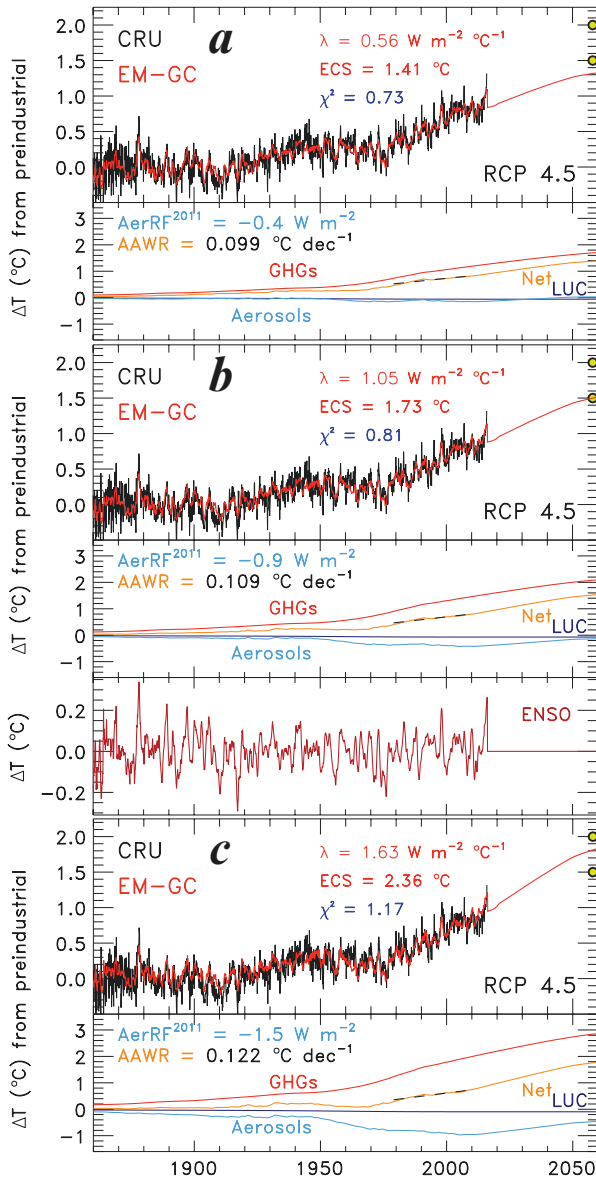 CRU a λ = 0.56 W m⁻² °C⁻¹
EM−GC ECS = 1.41 °C
χ² = 0.73
RCP 4.5
2.0
1.5
1.0
0.5
0.0
ΔT (°C) from preindustrial
AerRF²⁰¹¹ = −0.4 W m⁻²
AAWR = 0.099 °C dec⁻¹
GHGs
Net
LUC
Aerosols
3
2
1
0
−1
CRU b λ = 1.05 W m⁻² °C⁻¹
EM−GC ECS = 1.73 °C
χ² = 0.81
RCP 4.5
2.0
1.5
1.0
0.5
0.0
ΔT (°C) from preindustrial
AerRF²⁰¹¹ = −0.9 W m⁻²
AAWR = 0.109 °C dec⁻¹
GHGs
Net
LUC
Aerosols
3
2
1
0
−1
ENSO
0.2
0.0
−0.2
ΔT (°C)
CRU c λ = 1.63 W m⁻² °C⁻¹
EM−GC ECS = 2.36 °C
χ² = 1.17
RCP 4.5
2.0
1.5
1.0
0.5
0.0
ΔT (°C) from preindustrial
AerRF²⁰¹¹ = −1.5 W m⁻²
AAWR = 0.122 °C dec⁻¹
GHGs
Net
LUC
Aerosols
3
2
1
0
−1
1900 1950 2000 2050